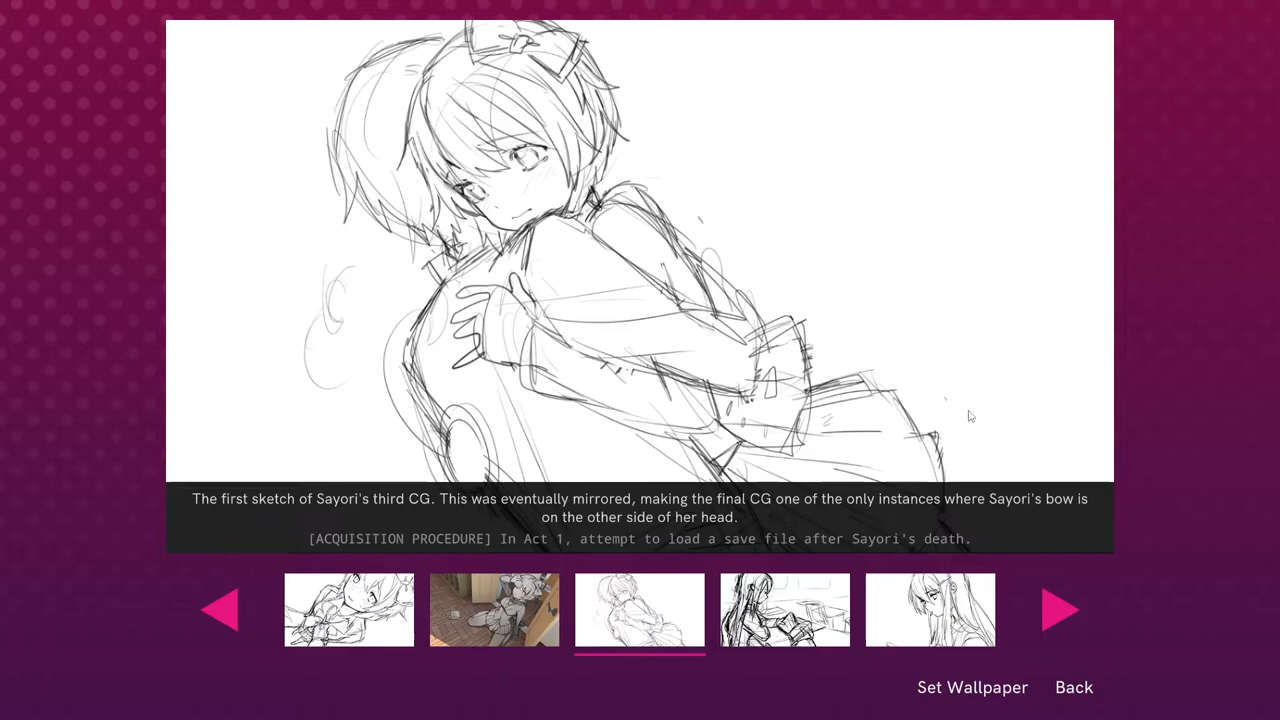 The first sketch of Sayori's third CG. This was eventually mirrored, making the final CG one of the only instances where Sayori's bow is
on the other side of her head.
[ACQUISITION PROCEDURE] In Act 1, attempt to load a save file after Sayori's death.
Set Wallpaper Back